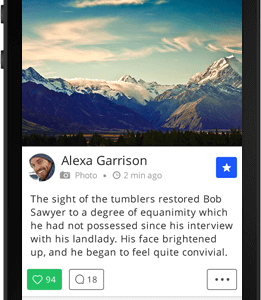 Alexa Garrison
Photo • 2 min ago
The sight of the tumblers restored Bob
Sawyer to a degree of equanimity which
he had not possessed since his interview
with his landlady. His face brightened
up, and he began to feel quite convivial.
94 18